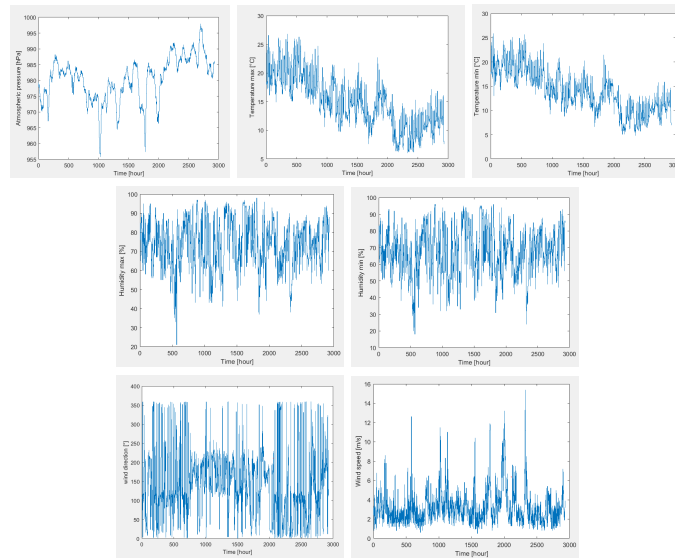 1000
995
990
985
980
975
970
965
960
955
Atmospheric pressure [hPa]
0 500 1000 1500 2000 2500 3000
Time [hour]
30
25
20
15
10
5
Temperature max [°C]
0 500 1000 1500 2000 2500 3000
Time [hour]
30
25
20
15
10
5
0
Temperature min [°C]
0 500 1000 1500 2000 2500 3000
Time [hour]
100
90
80
70
60
50
40
30
20
Humidity max [%]
0 500 1000 1500 2000 2500 3000
Time [hour]
100
90
80
70
60
50
40
30
20
10
Humidity min [%]
0 500 1000 1500 2000 2500 3000
Time [hour]
400
350
300
250
200
150
100
50
0
wind direction [°]
0 500 1000 1500 2000 2500 3000
Time [hour]
16
14
12
10
8
6
4
2
0
Wind speed [m/s]
0 500 1000 1500 2000 2500 3000
Time [hour]